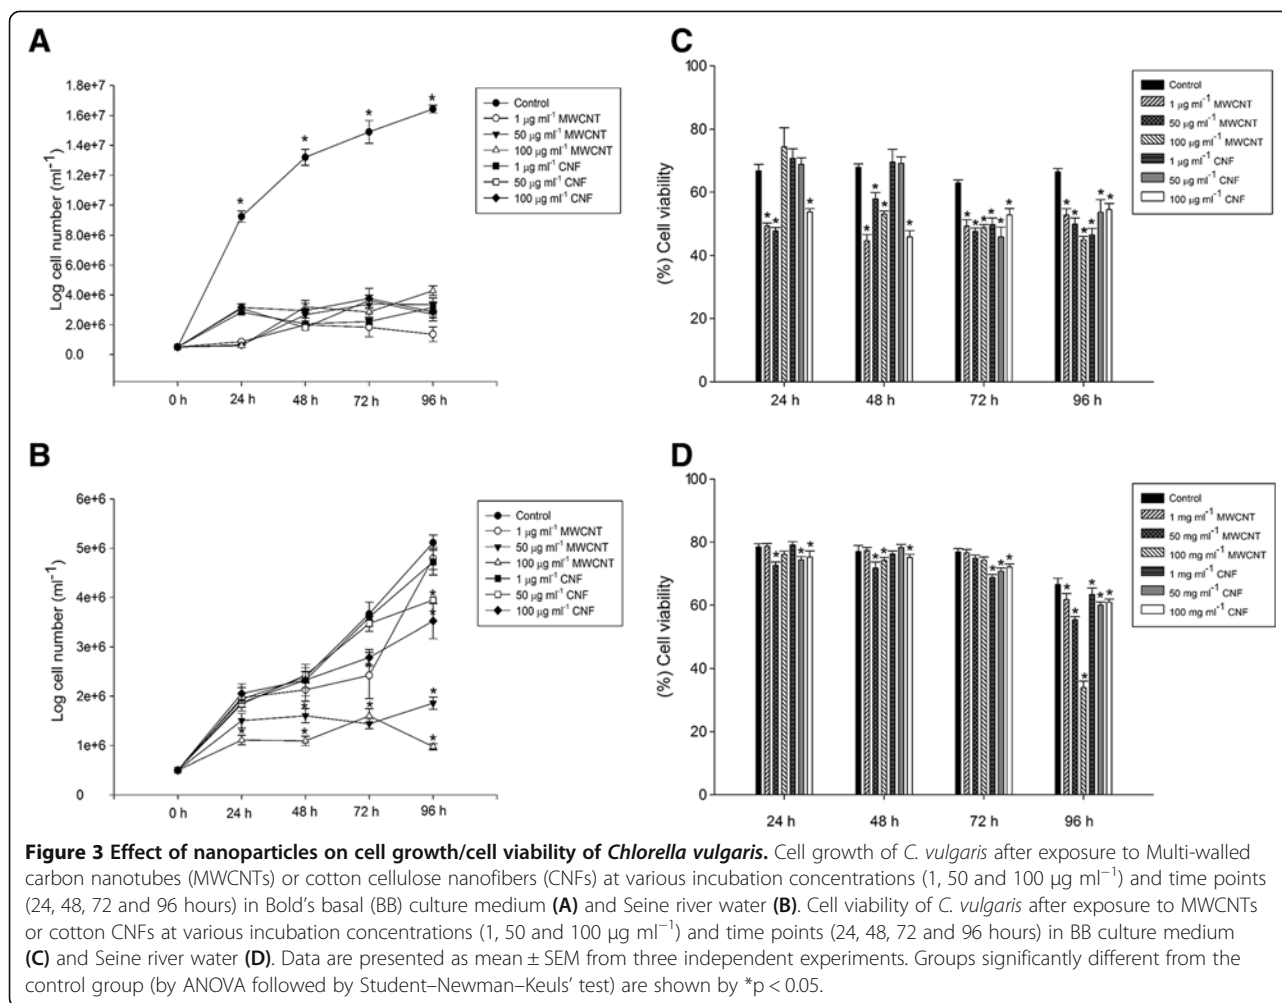 A
Log cell number (ml⁻¹)
1.8e+7
1.6e+7
1.4e+7
1.2e+7
1.0e+7
8.0e+6
6.0e+6
4.0e+6
2.0e+6
0.0
* * * *
0 h 24 h 48 h 72 h 96 h
Control
1 µg ml⁻¹ MWCNT
50 µg ml⁻¹ MWCNT
100 µg ml⁻¹ MWCNT
1 µg ml⁻¹ CNF
50 µg ml⁻¹ CNF
100 µg ml⁻¹ CNF
C
(%) Cell viability
100
80
60
40
20
0
24 h 48 h 72 h 96 h
Control
1 µg ml⁻¹ MWCNT
50 µg ml⁻¹ MWCNT
100 µg ml⁻¹ MWCNT
1 µg ml⁻¹ CNF
50 µg ml⁻¹ CNF
100 µg ml⁻¹ CNF
B
Log cell number (ml⁻¹)
6e+6
5e+6
4e+6
3e+6
2e+6
1e+6
0
0 h 24 h 48 h 72 h 96 h
Control
1 µg ml⁻¹ MWCNT
50 µg ml⁻¹ MWCNT
100 µg ml⁻¹ MWCNT
1 µg ml⁻¹ CNF
50 µg ml⁻¹ CNF
100 µg ml⁻¹ CNF
D
(%) Cell viability
100
80
60
40
20
0
24 h 48 h 72 h 96 h
Control
1 mg ml⁻¹ MWCNT
50 mg ml⁻¹ MWCNT
100 mg ml⁻¹ MWCNT
1 mg ml⁻¹ CNF
50 mg ml⁻¹ CNF
100 mg ml⁻¹ CNF
Figure 3 Effect of nanoparticles on cell growth/cell viability of Chlorella vulgaris. Cell growth of C. vulgaris after exposure to Multi-walled
carbon nanotubes (MWCNTs) or cotton cellulose nanofibers (CNFs) at various incubation concentrations (1, 50 and 100 µg ml⁻¹) and time points
(24, 48, 72 and 96 hours) in Bold's basal (BB) culture medium (A) and Seine river water (B). Cell viability of C. vulgaris after exposure to MWCNTs
or cotton CNFs at various incubation concentrations (1, 50 and 100 µg ml⁻¹) and time points (24, 48, 72 and 96 hours) in BB culture medium
(C) and Seine river water (D). Data are presented as mean ± SEM from three independent experiments. Groups significantly different from the
control group (by ANOVA followed by Student–Newman–Keuls' test) are shown by *p < 0.05.